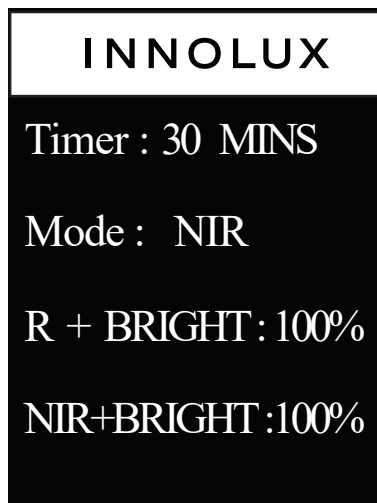 INNOLUX
Timer : 30 MINS
Mode : NIR
R + BRIGHT : 100%
NIR+BRIGHT :100%